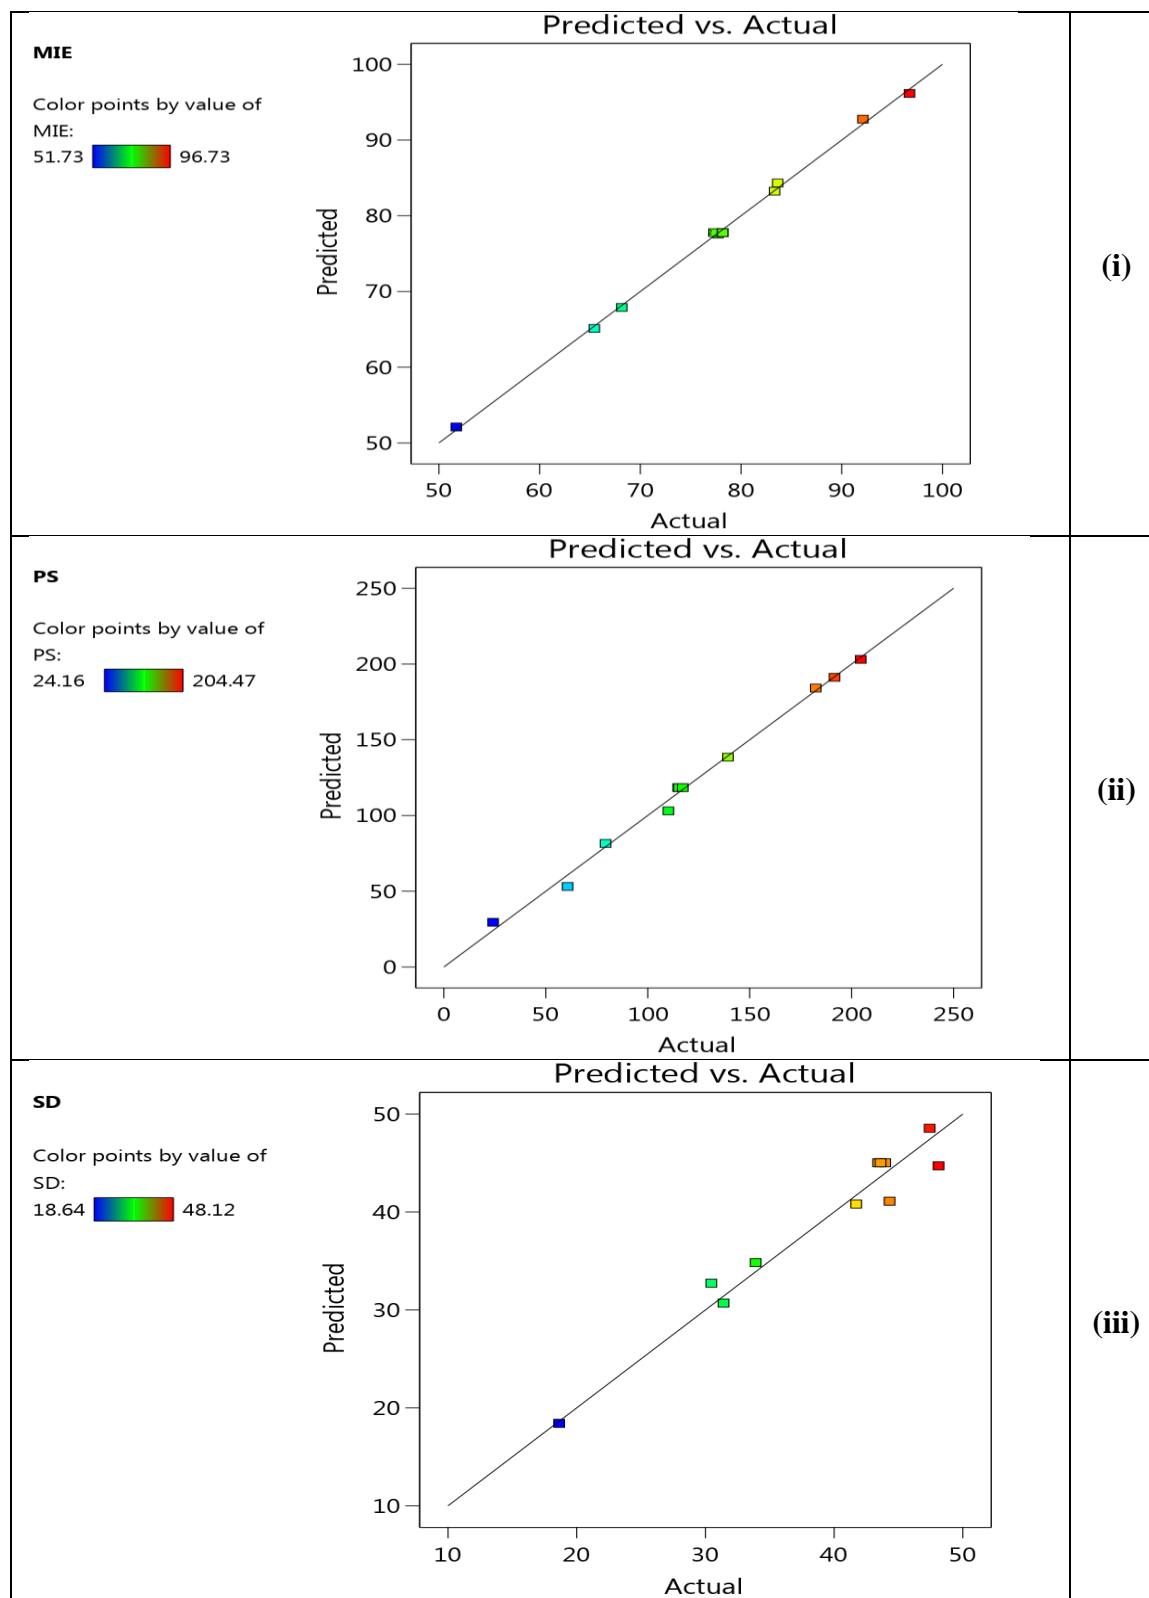 Predicted vs. Actual
MIE
Color points by value of
MIE:
51.73 96.73
100
90
80
70
60
50
Predicted
50 60 70 80 90 100
Actual
(i)
Predicted vs. Actual
PS
Color points by value of
PS:
24.16 204.47
250
200
150
100
50
0
Predicted
0 50 100 150 200 250
Actual
(ii)
Predicted vs. Actual
SD
Color points by value of
SD:
18.64 48.12
50
40
30
20
10
Predicted
10 20 30 40 50
Actual
(iii)